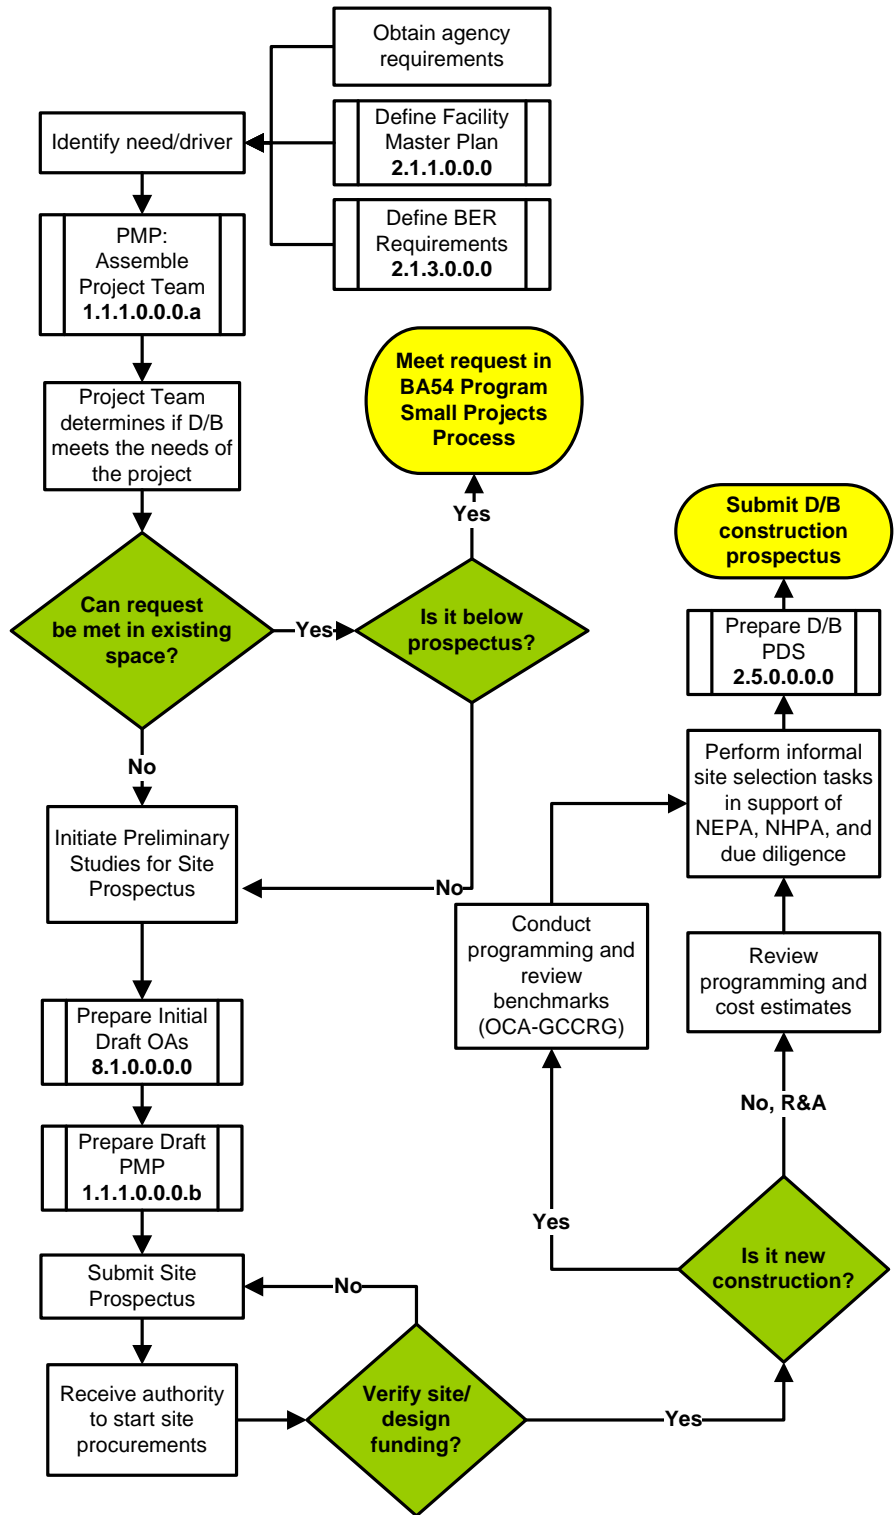 Obtain agency
requirements
Identify need/driver
Define Facility
Master Plan
2.1.1.0.0.0
Define BER
Requirements
2.1.3.0.0.0
PMP:
Assemble
Project Team
1.1.1.0.0.0.a
Project Team
determines if D/B
meets the needs of
the project
Meet request in
BA54 Program
Small Projects
Process
Yes
Can request
be met in existing
space?
Yes
Is it below
prospectus?
No
No
Initiate Preliminary
Studies for Site
Prospectus
Prepare Initial
Draft OAs
8.1.0.0.0.0
Prepare Draft
PMP
1.1.1.0.0.0.b
Submit Site
Prospectus
No
Receive authority
to start site
procurements
Verify site/
design
funding?
Yes
Is it new
construction?
Yes
No, R&A
Conduct
programming and
review
benchmarks
(OCA-GCCRG)
Review
programming and
cost estimates
Perform informal
site selection tasks
in support of
NEPA, NHPA, and
due diligence
Prepare D/B
PDS
2.5.0.0.0.0
Submit D/B
construction
prospectus